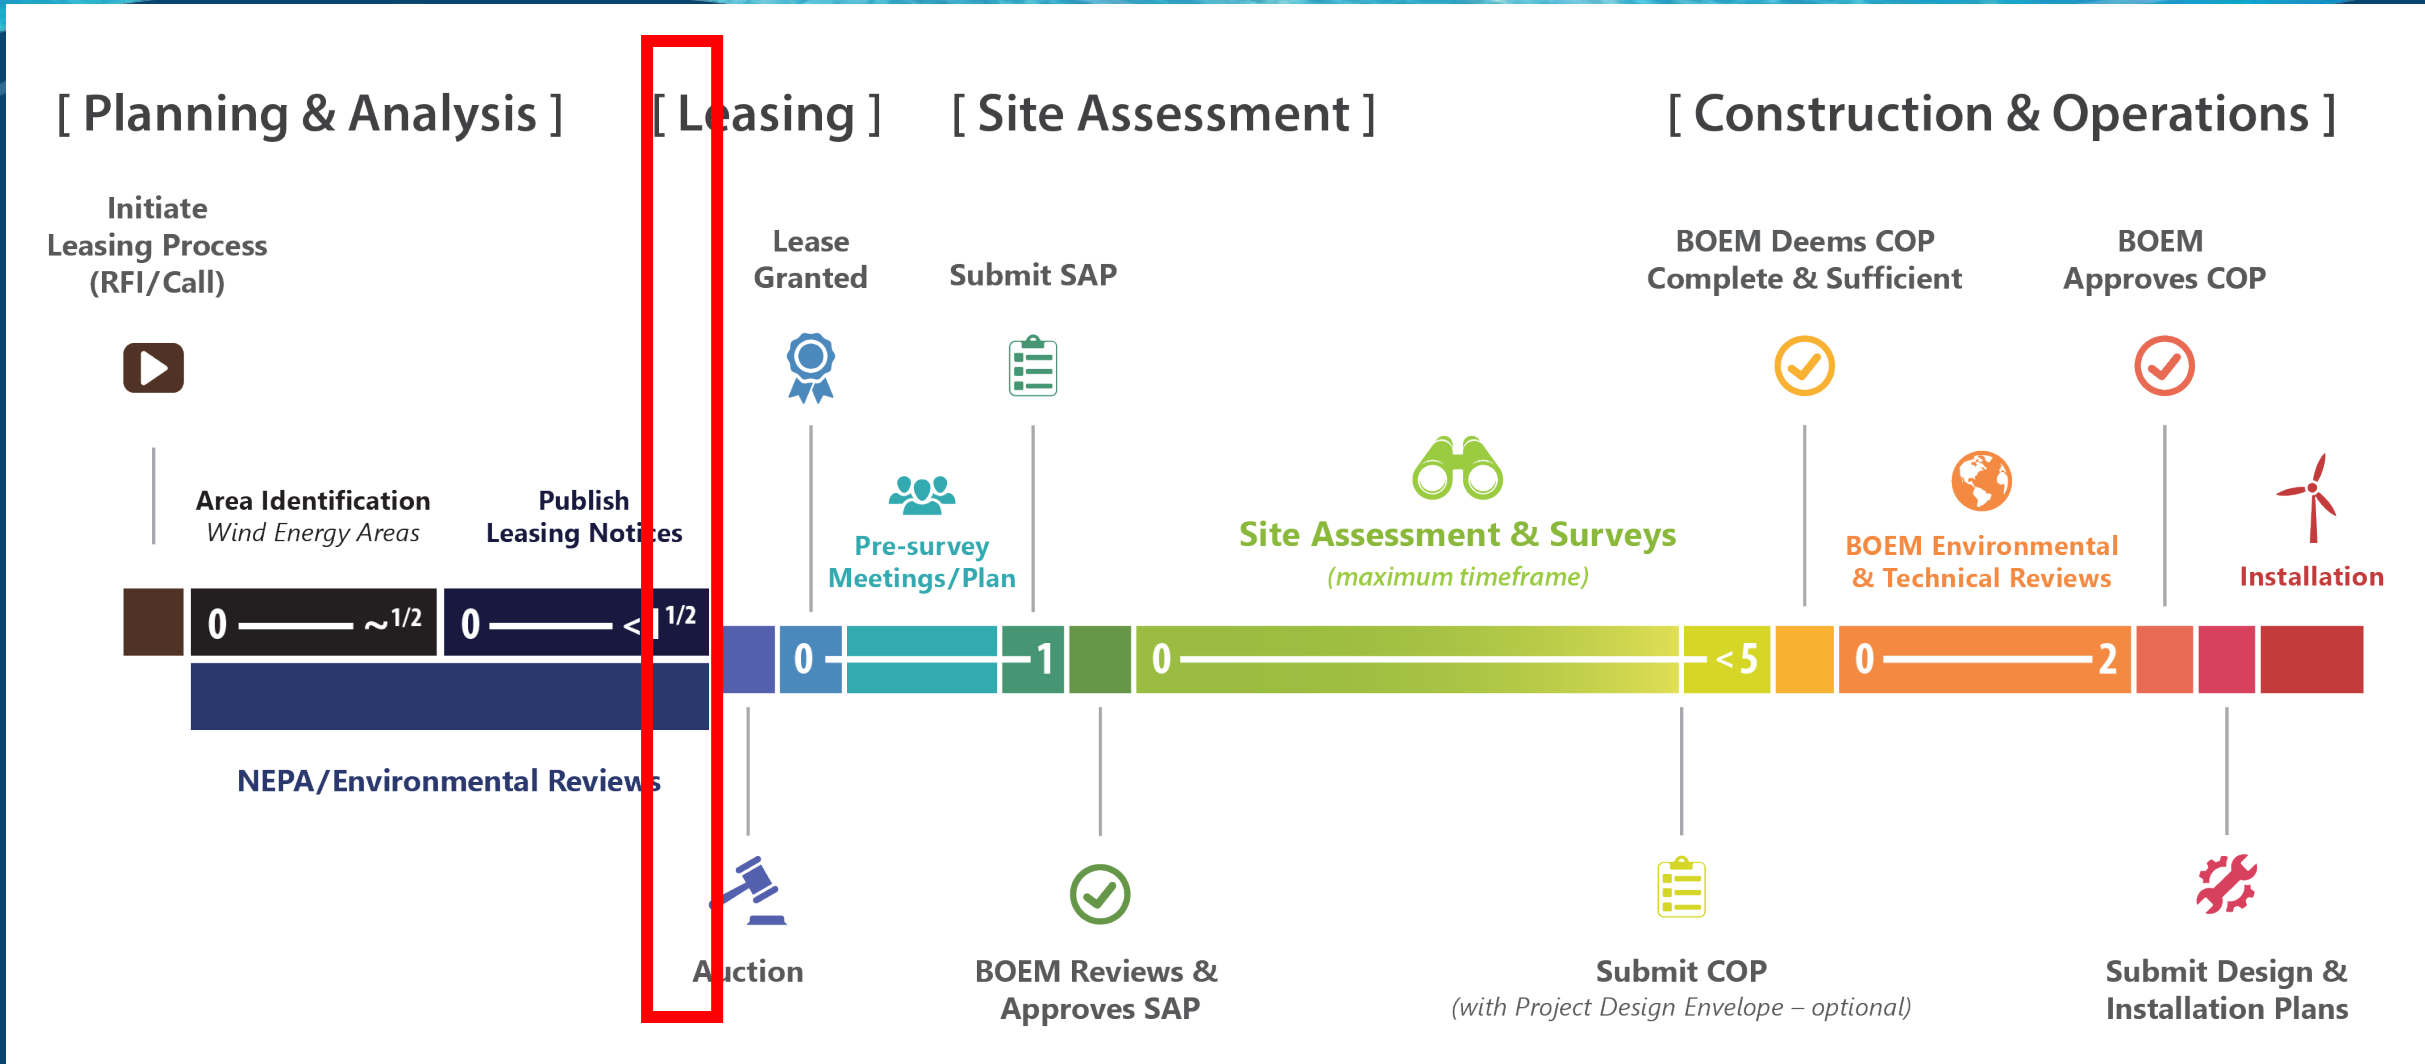 [ Planning & Analysis ]
[ Leasing ]
[ Site Assessment ]
[ Construction & Operations ]
Initiate
Leasing Process
(RFI/Call)
Lease
Granted
Submit SAP
BOEM Deems COP
Complete & Sufficient
BOEM
Approves COP
Area Identification
Wind Energy Areas
Publish
Leasing Notices
Pre-survey
Meetings/Plan
Site Assessment & Surveys
(maximum timeframe)
BOEM Environmental
& Technical Reviews
Installation
0 ~1/2
0 <1 1/2
0 1
0 <5
0 2
NEPA/Environmental Reviews
Auction
BOEM Reviews &
Approves SAP
Submit COP
(with Project Design Envelope – optional)
Submit Design &
Installation Plans